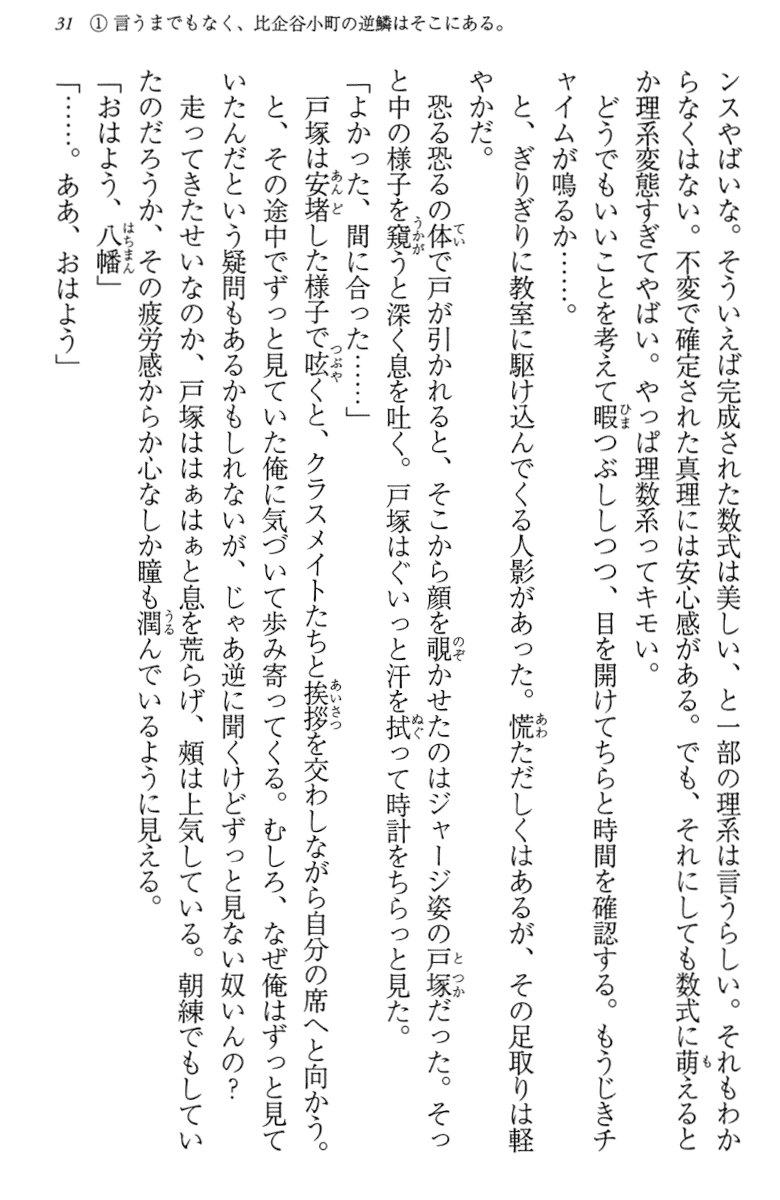 31　① 言うまでもなく、比企谷小町の逆鱗はそこにある。
ンスやばいな。そういえば完成された数式は美しい、と一部の理系は言うらしい。それもわか
らなくはない。不変で確定された真理には安心感がある。でも、それにしても数式に萌えると
か理系変態すぎてやばい。やっぱ理数系ってキモい。
　どうでもいいことを考えて暇つぶししつつ、目を開けてちらと時間を確認する。もうじきチ
ャイムが鳴るか……。
　と、ぎりぎりに教室に駆け込んでくる人影があった。慌ただしくはあるが、その足取りは軽
やかだ。
　恐る恐るの体で戸が引かれると、そこから顔を覗かせたのはジャージ姿の戸塚だった。そっ
と中の様子を窺うと深く息を吐く。戸塚はぐいっと汗を拭って時計をちらっと見た。
「よかった、間に合った……」
　戸塚は安堵した様子で呟くと、クラスメイトたちと挨拶を交わしながら自分の席へと向かう。
　と、その途中でずっと見ていた俺に気づいて歩み寄ってくる。むしろ、なぜ俺はずっと見て
いたんだという疑問もあるかもしれないが、じゃあ逆に聞くけどずっと見ない奴いんの？
　走ってきたせいなのか、戸塚ははぁはぁと息を荒らげ、頰は上気している。朝練でもしてい
たのだろうか、その疲労感からか心なしか瞳も潤んでいるように見える。
「おはよう、八幡」
「……。ああ、おはよう」